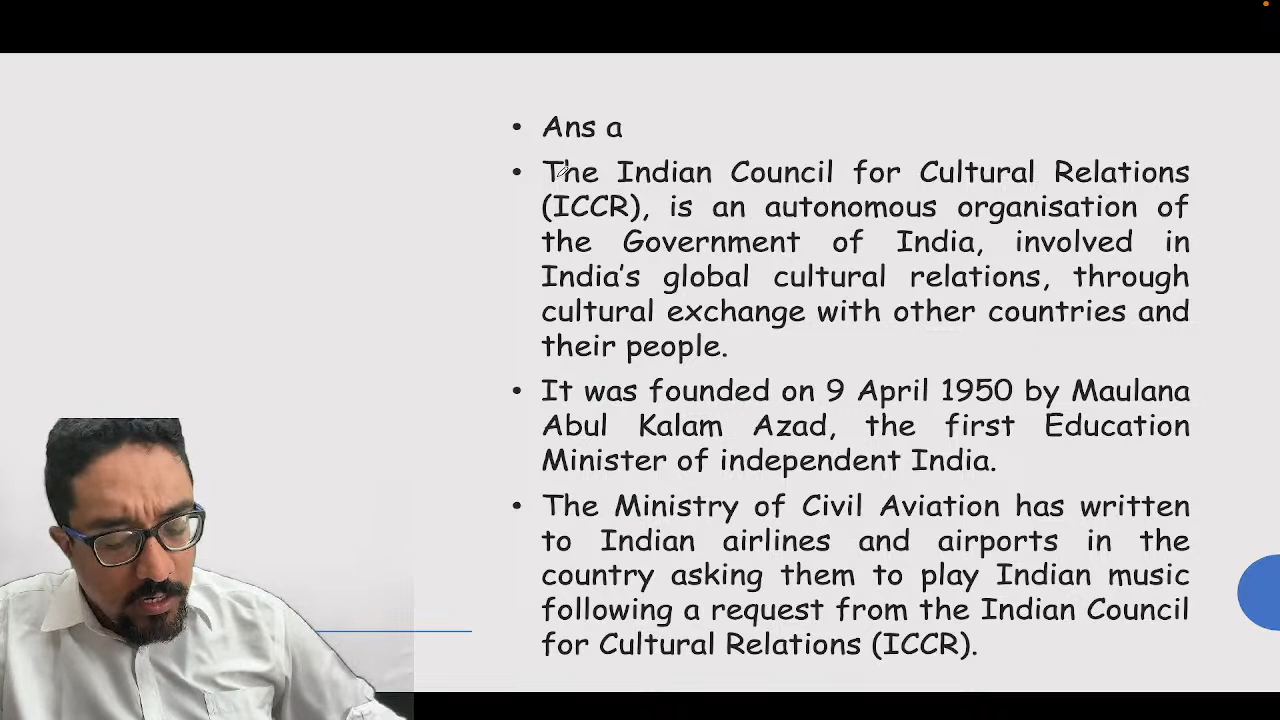 • Ans a
• The Indian Council for Cultural Relations
(ICCR), is an autonomous organisation of
the Government of India, involved in
India's global cultural relations, through
cultural exchange with other countries and
their people.
• It was founded on 9 April 1950 by Maulana
Abul Kalam Azad, the first Education
Minister of independent India.
• The Ministry of Civil Aviation has written
to Indian airlines and airports in the
country asking them to play Indian music
following a request from the Indian Council
for Cultural Relations (ICCR).